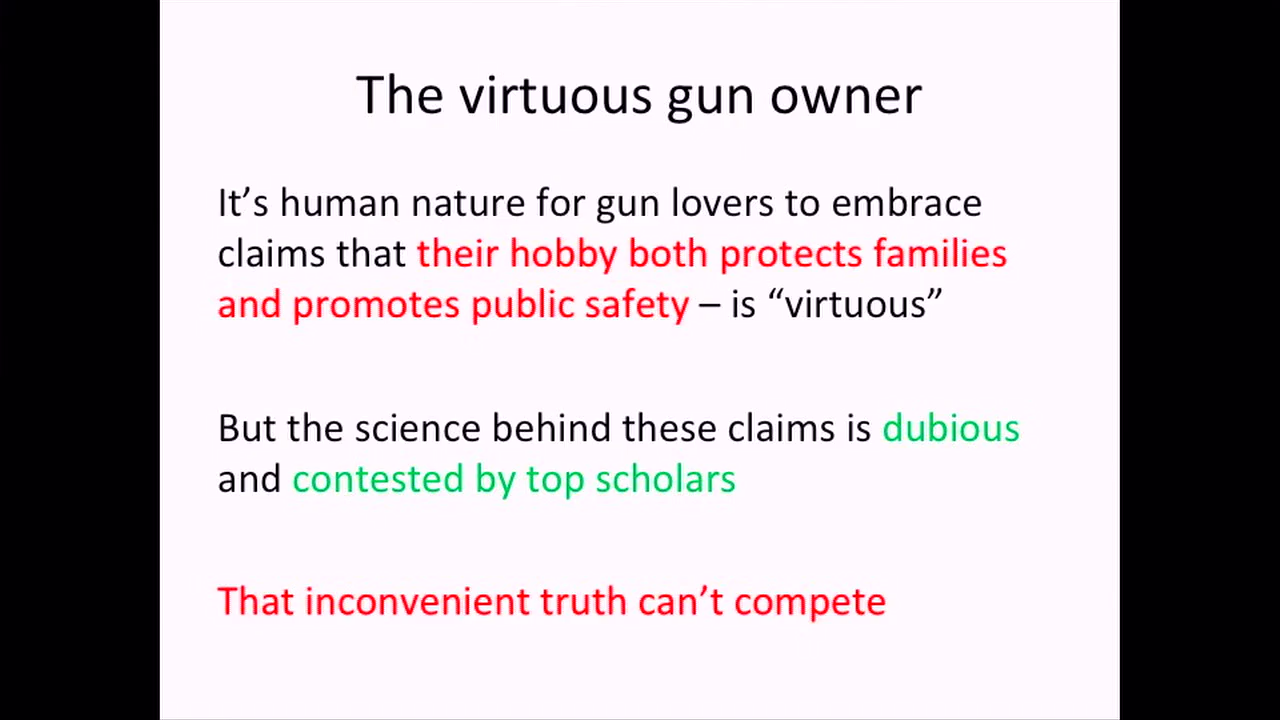 The virtuous gun owner
It’s human nature for gun lovers to embrace
claims that their hobby both protects families
and promotes public safety – is “virtuous”
But the science behind these claims is dubious
and contested by top scholars
That inconvenient truth can’t compete